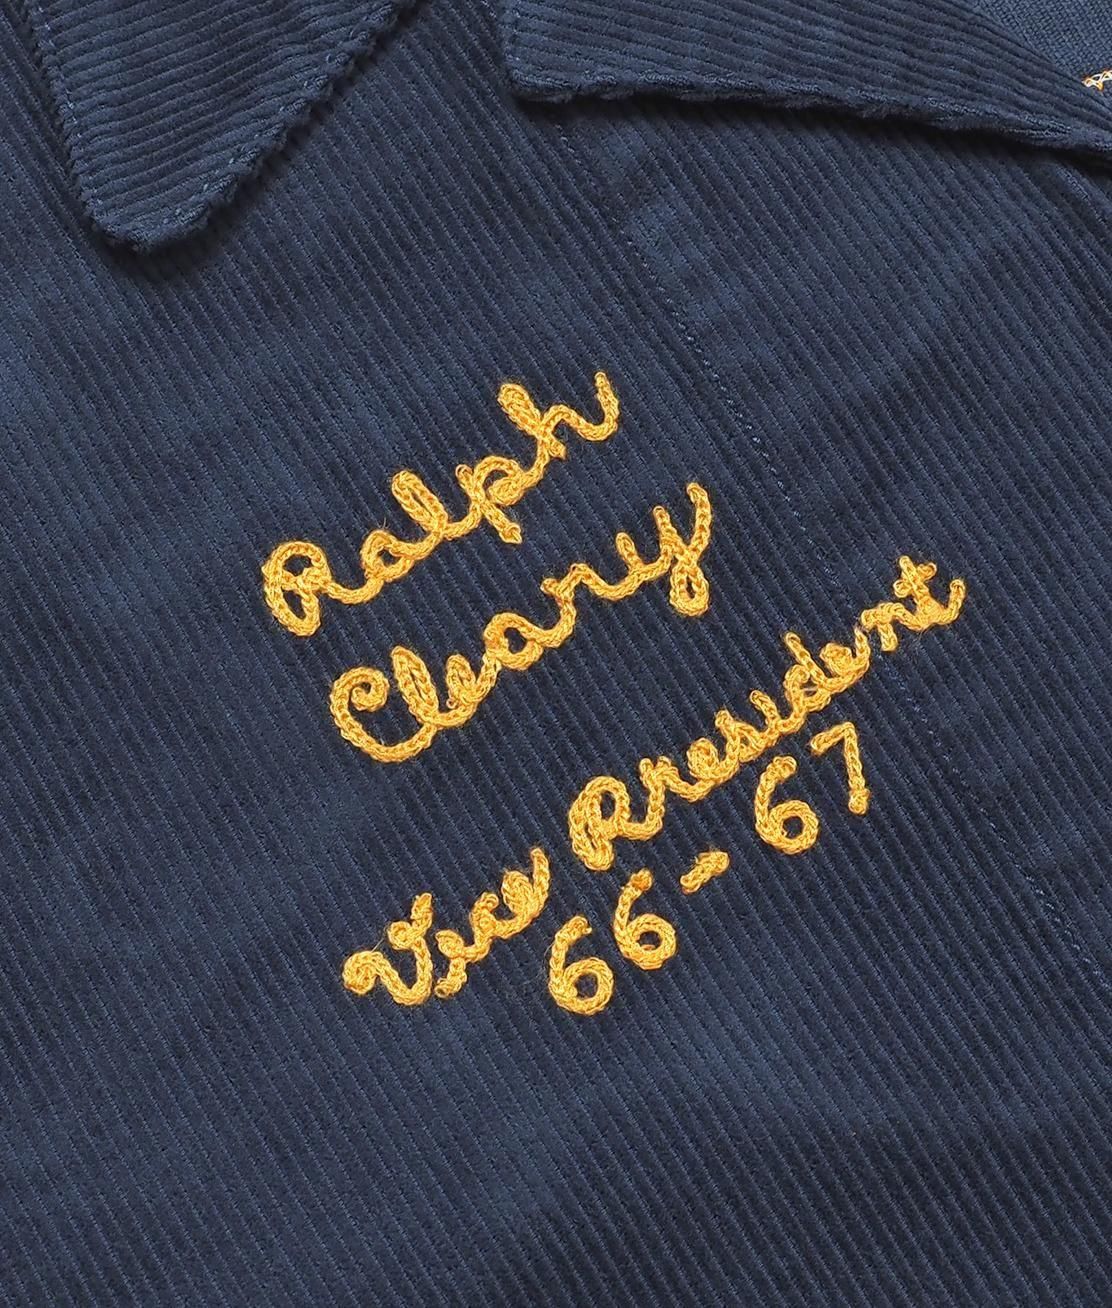 Ralph
Cleary
Vice President
66-67